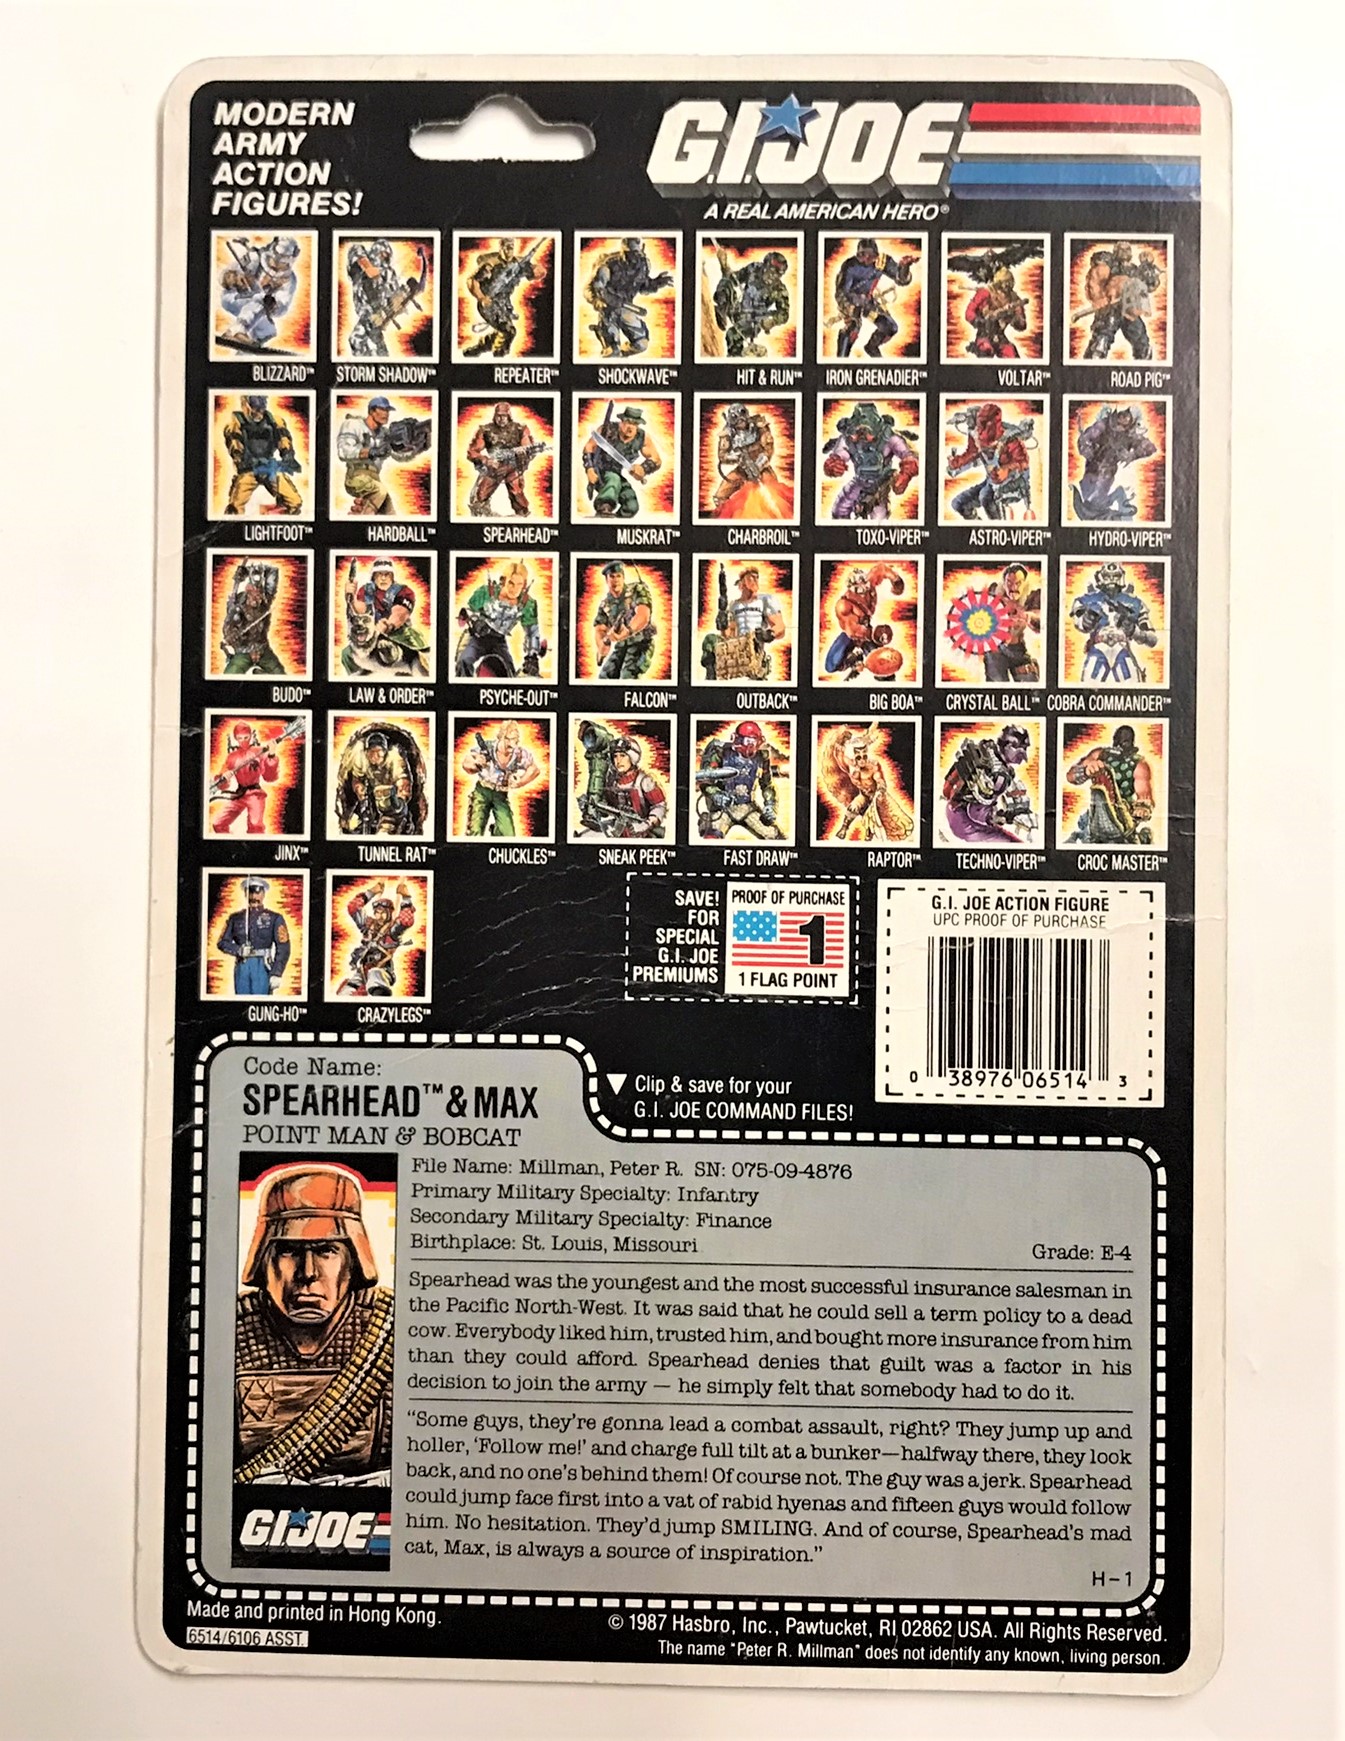 MODERN
ARMY
ACTION
FIGURES!
G.I. JOE
A REAL AMERICAN HERO®
BLIZZARD™ STORM SHADOW™ REPEATER™ SHOCKWAVE™ HIT & RUN™ IRON GRENADIER™ VOLTAR™ ROAD PIG™
LIGHTFOOT™ HARDBALL™ SPEARHEAD™ MUSKRAT™ CHARBROIL™ TOXO-VIPER™ ASTRO-VIPER™ HYDRO-VIPER™
BUDO™ LAW & ORDER™ PSYCHE-OUT™ FALCON™ OUTBACK™ BIG BOA™ CRYSTAL BALL™ COBRA COMMANDER™
JINX™ TUNNEL RAT™ CHUCKLES™ SNEAK PEEK™ FAST DRAW™ RAPTOR™ TECHNO-VIPER™ CROC MASTER™
GUNG-HO™ CRAZYLEGS™
SAVE!
FOR
SPECIAL
G.I. JOE
PREMIUMS
PROOF OF PURCHASE
1
1 FLAG POINT
G.I. JOE ACTION FIGURE
UPC PROOF OF PURCHASE
0 38976 06514 3
▼ Clip & save for your
G.I. JOE COMMAND FILES!
Code Name:
SPEARHEAD™ & MAX
POINT MAN & BOBCAT
File Name: Millman, Peter R. SN: 075-09-4876
Primary Military Specialty: Infantry
Secondary Military Specialty: Finance
Birthplace: St. Louis, Missouri Grade: E-4
Spearhead was the youngest and the most successful insurance salesman in
the Pacific North-West. It was said that he could sell a term policy to a dead
cow. Everybody liked him, trusted him, and bought more insurance from him
than they could afford. Spearhead denies that guilt was a factor in his
decision to join the army — he simply felt that somebody had to do it.
“Some guys, they're gonna lead a combat assault, right? They jump up and
holler, 'Follow me!' and charge full tilt at a bunker—halfway there, they look
back, and no one's behind them! Of course not. The guy was a jerk. Spearhead
could jump face first into a vat of rabid hyenas and fifteen guys would follow
him. No hesitation. They'd jump SMILING. And of course, Spearhead's mad
cat, Max, is always a source of inspiration.”
G.I. JOE
H-1
Made and printed in Hong Kong.
6514/6106 ASST.
© 1987 Hasbro, Inc., Pawtucket, RI 02862 USA. All Rights Reserved.
The name "Peter R. Millman" does not identify any known, living person.